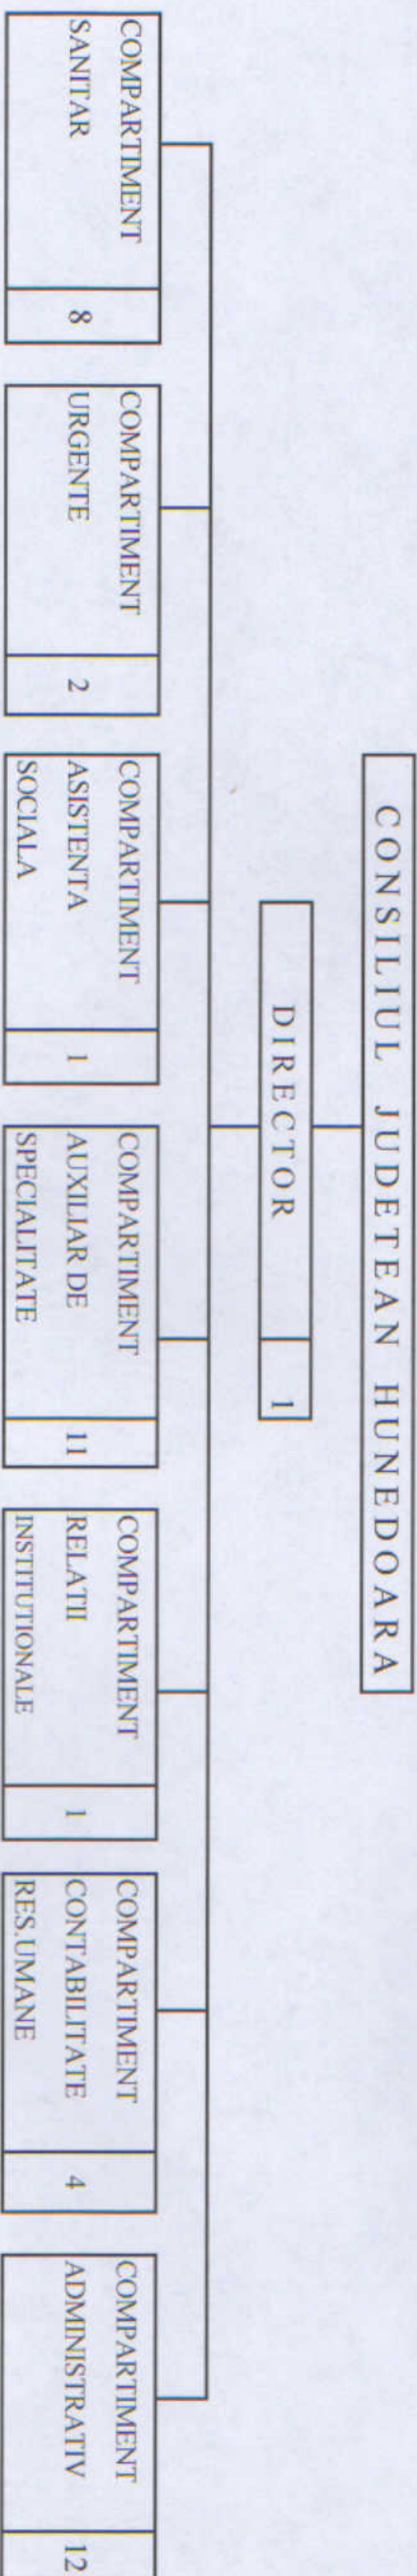 CONSILIUL JUDETEAN HUNEDOARA
DIRECTOR 1
COMPARTIMENT
SANITAR
8
COMPARTIMENT
URGENTE
2
COMPARTIMENT
ASISTENTA
SOCIALA
1
COMPARTIMENT
AUXILIAR DE
SPECIALITATE
11
COMPARTIMENT
RELATII
INSTITUTIONALE
1
COMPARTIMENT
CONTABILITATE
RES.UMANE
4
COMPARTIMENT
ADMINISTRATIV
12